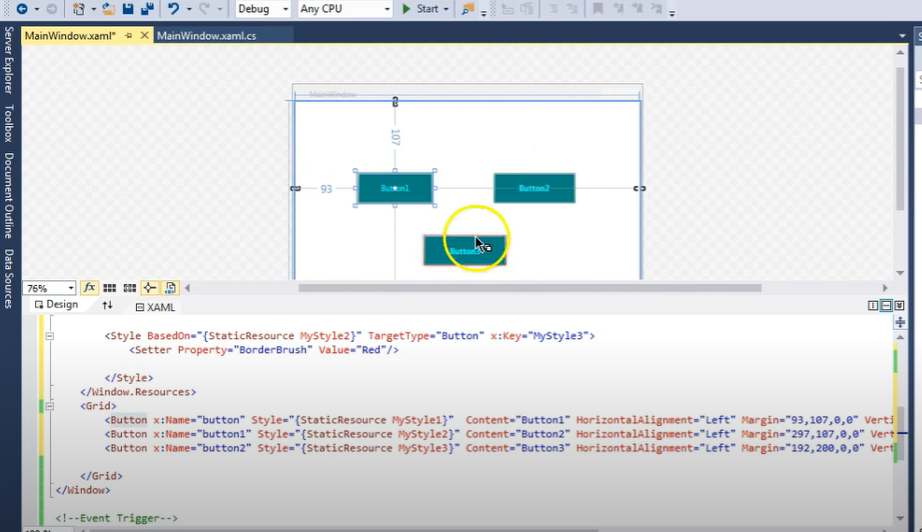 Debug Any CPU Start
MainWindow.xaml* MainWindow.xaml.cs
Server Explorer
Toolbox
Document Outline
Data Sources
MainWindow
107
93
Button1 Button2
76% fx
Design XAML
<Style BasedOn="{StaticResource MyStyle2}" TargetType="Button" x:Key="MyStyle3">
<Setter Property="BorderBrush" Value="Red"/>
</Style>
</Window.Resources>
<Grid>
<Button x:Name="button" Style="{StaticResource MyStyle1}" Content="Button1" HorizontalAlignment="Left" Margin="93,107,0,0" Verti
<Button x:Name="button1" Style="{StaticResource MyStyle2}" Content="Button2" HorizontalAlignment="Left" Margin="297,107,0,0" Vert
<Button x:Name="button2" Style="{StaticResource MyStyle3}" Content="Button3" HorizontalAlignment="Left" Margin="192,200,0,0" Vert
</Grid>
</Window>
<!--Event Trigger-->